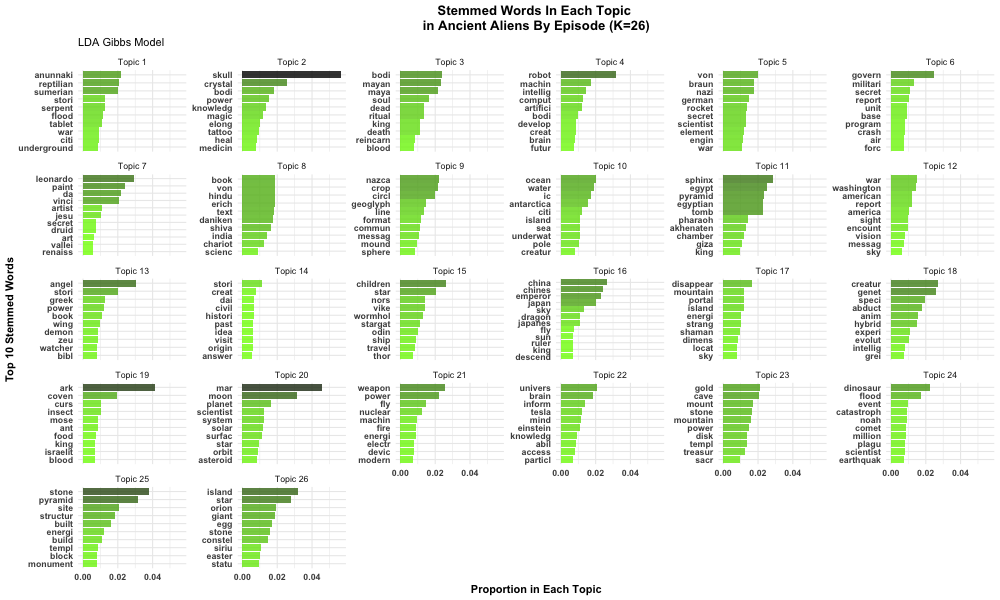 Stemmed Words In Each Topic
in Ancient Aliens By Episode (K=26)
LDA Gibbs Model
Topic 1
anunnaki
reptilian
sumerian
stori
serpent
flood
tablet
war
citi
underground
Topic 2
skull
crystal
bodi
power
knowledg
magic
elong
tattoo
heal
medicin
Topic 3
bodi
mayan
maya
soul
dead
ritual
king
death
reincarn
blood
Topic 4
robot
machin
intellig
comput
artifici
bodi
develop
creat
brain
futur
Topic 5
von
braun
nazi
german
rocket
secret
scientist
element
engin
war
Topic 6
govern
militari
secret
report
unit
base
program
crash
air
forc
Topic 7
leonardo
paint
da
vinci
artist
jesu
secret
druid
art
vallei
renaiss
Topic 8
book
von
hindu
erich
text
daniken
shiva
india
chariot
scienc
Topic 9
nazca
crop
circl
geoglyph
line
format
commun
messag
mound
sphere
Topic 10
ocean
water
ic
antarctica
citi
island
sea
underwat
pole
creatur
Topic 11
sphinx
egypt
pyramid
egyptian
tomb
pharaoh
akhenaten
chamber
giza
king
Topic 12
war
washington
american
report
america
sight
encount
vision
messag
sky
Topic 13
angel
stori
greek
power
book
wing
demon
zeu
watcher
bibl
Topic 14
stori
creat
dai
civil
histori
past
idea
visit
origin
answer
Topic 15
children
star
nors
vike
wormhol
stargat
odin
ship
travel
thor
Topic 16
china
chines
emperor
japan
sky
dragon
japanes
fly
sun
ruler
king
descend
Topic 17
disappear
mountain
portal
island
energi
strang
shaman
dimens
locat
sky
Topic 18
creatur
genet
speci
abduct
anim
hybrid
experi
evolut
intellig
grei
Topic 19
ark
coven
curs
insect
mose
ant
food
king
israelit
blood
Topic 20
mar
moon
planet
scientist
system
solar
surfac
star
orbit
asteroid
Topic 21
weapon
power
fly
nuclear
machin
fire
energi
electr
devic
modern
0.00 0.02 0.04
Topic 22
univers
brain
inform
tesla
mind
einstein
knowledg
abil
access
particl
0.00 0.02 0.04
Topic 23
gold
cave
mount
stone
mountain
power
disk
templ
treasur
sacr
0.00 0.02 0.04
Topic 24
dinosaur
flood
event
catastroph
noah
comet
million
plagu
scientist
earthquak
0.00 0.02 0.04
Topic 25
stone
pyramid
site
structur
built
energi
build
templ
block
monument
0.00 0.02 0.04
Topic 26
island
star
orion
giant
egg
stone
constel
siriu
easter
statu
0.00 0.02 0.04
Top 10 Stemmed Words
Proportion in Each Topic